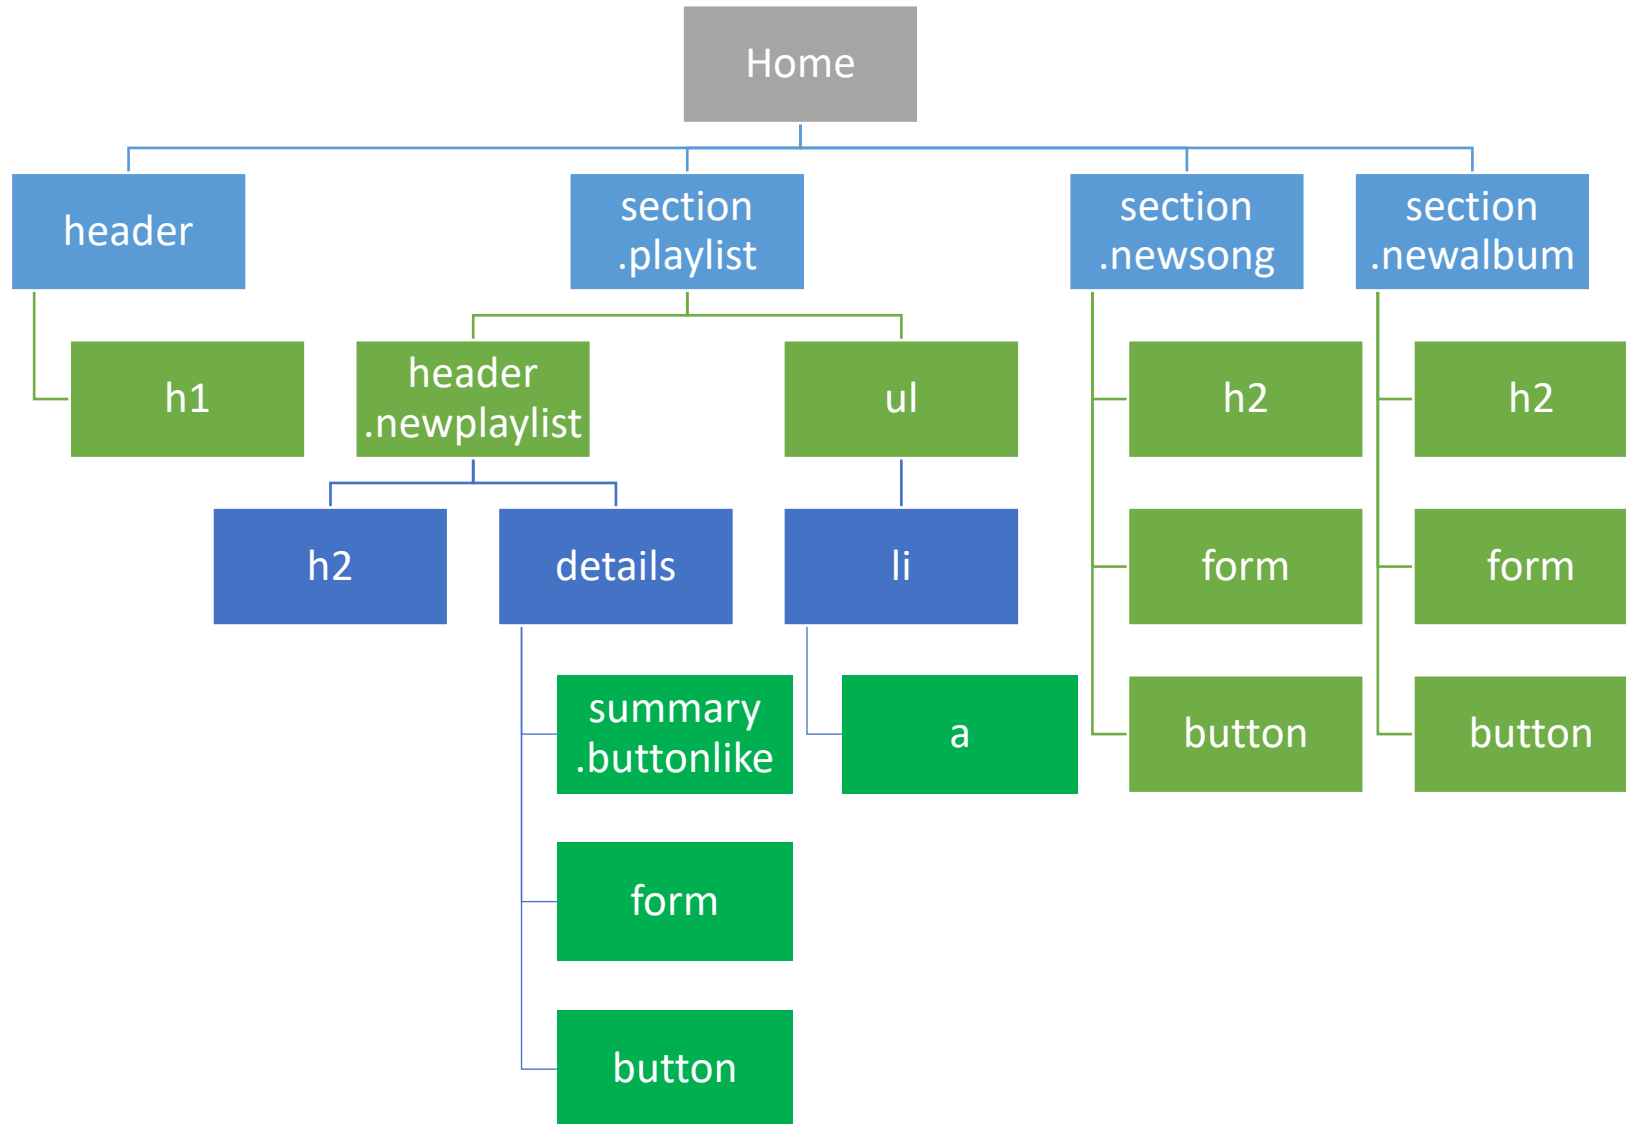 Home
header
section
.playlist
section
.newsong
section
.newalbum
h1
header
.newplaylist
ul
h2
h2
h2
details
li
form
form
summary
.buttonlike
a
button
button
form
button